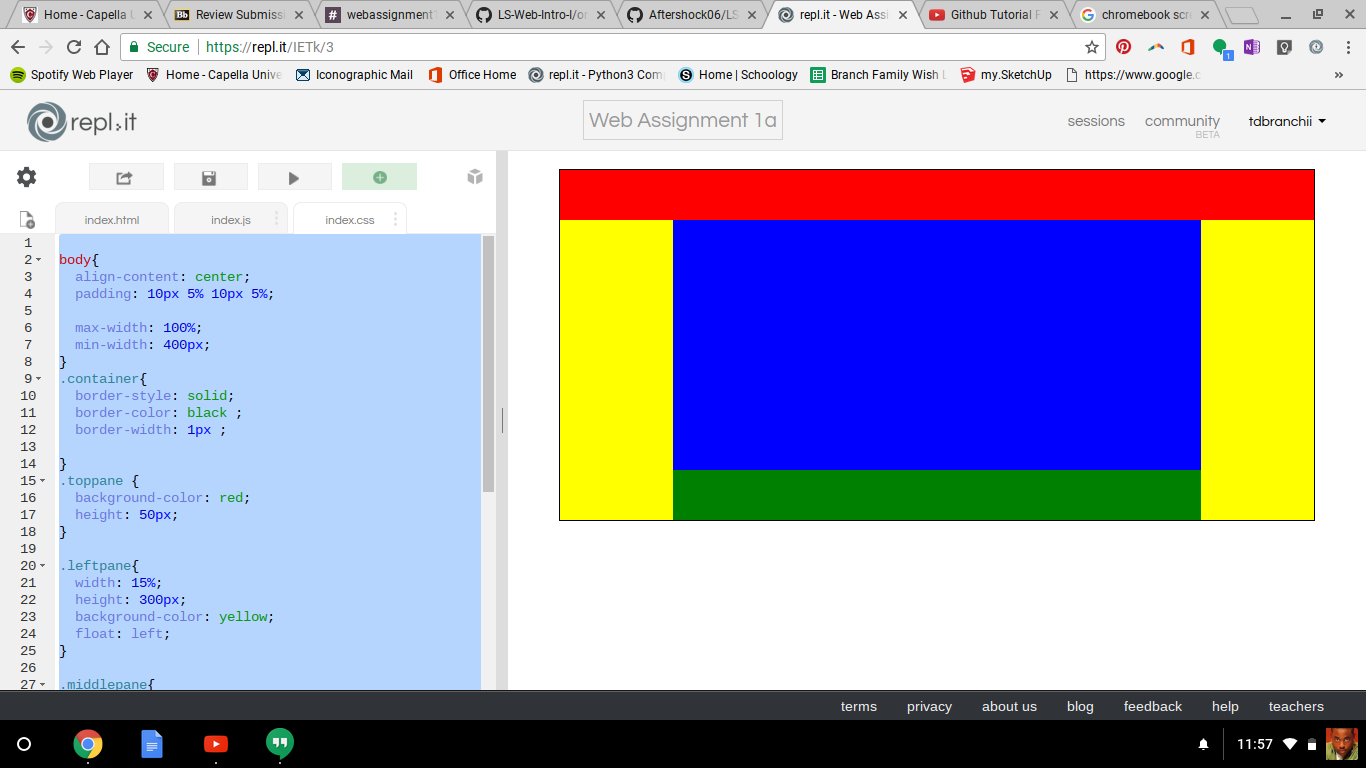 Home - Capella U
Review Submiss
webassignment1
LS-Web-Intro-I/or
Aftershock06/LS
repl.it - Web Assi
Github Tutorial F
chromebook scre
Secure https://repl.it/IETk/3
1
Spotify Web Player Home - Capella Unive Iconographic Mail Office Home repl.it - Python3 Com Home | Schoology Branch Family Wish L my.SketchUp https://www.google.c »
repl.it Web Assignment 1a sessions community BETA tdbranchii
index.html index.js index.css
1
2 body{
3 align-content: center;
4 padding: 10px 5% 10px 5%;
5
6 max-width: 100%;
7 min-width: 400px;
8 }
9 .container{
10 border-style: solid;
11 border-color: black ;
12 border-width: 1px ;
13
14 }
15 .toppane {
16 background-color: red;
17 height: 50px;
18 }
19
20 .leftpane{
21 width: 15%;
22 height: 300px;
23 background-color: yellow;
24 float: left;
25 }
26
27 .middlepane{
terms privacy about us blog feedback help teachers
11:57